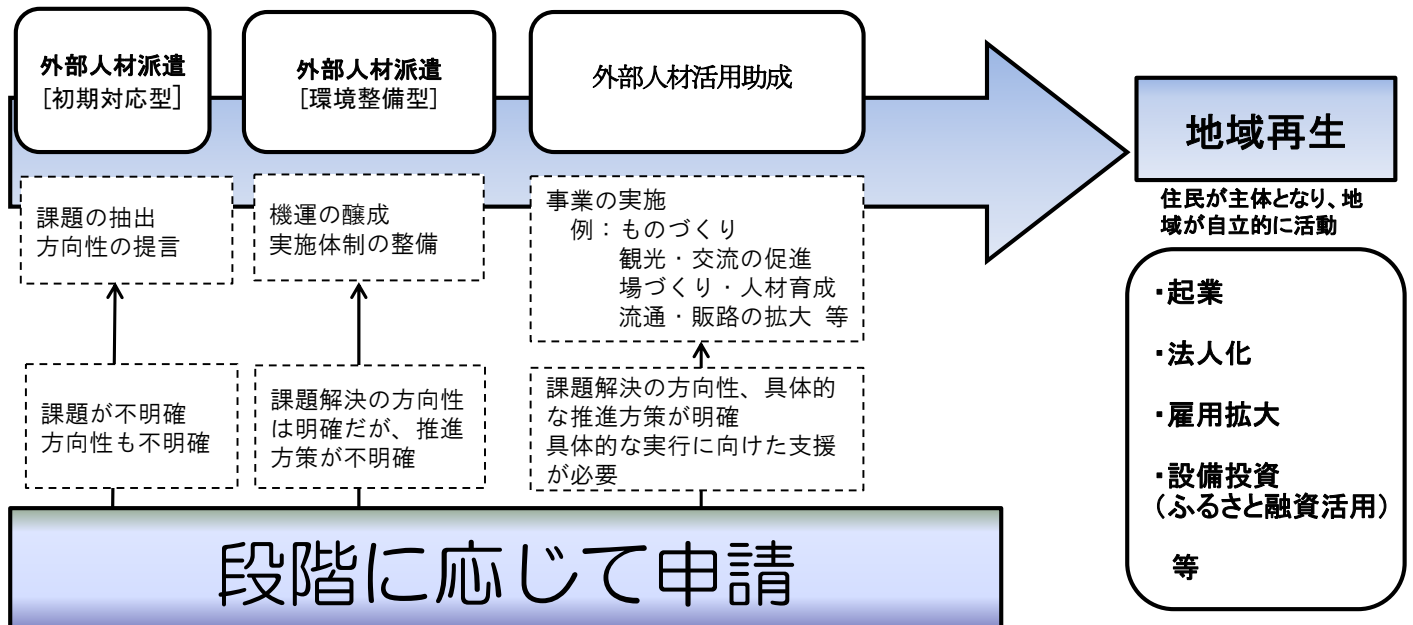 外部人材派遣
[初期対応型]
外部人材派遣
[環境整備型]
外部人材活用助成
地域再生
住民が主体となり、地
域が自立的に活動
課題の抽出
方向性の提言
機運の醸成
実施体制の整備
事業の実施
例：ものづくり
観光・交流の促進
場づくり・人材育成
流通・販路の拡大 等
課題が不明確
方向性も不明確
課題解決の方向性
は明確だが、推進
方策が不明確
課題解決の方向性、具体的
な推進方策が明確
具体的な実行に向けた支援
が必要
・起業
・法人化
・雇用拡大
・設備投資
（ふるさと融資活用）
等
段階に応じて申請